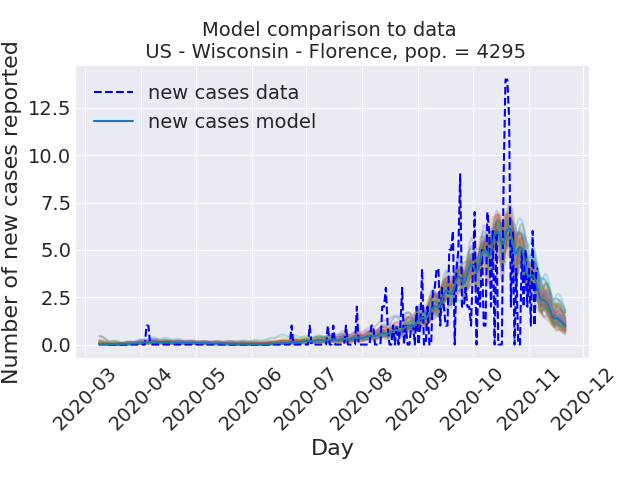 Model comparison to data
US - Wisconsin - Florence, pop. = 4295
Number of new cases reported
12.5
10.0
7.5
5.0
2.5
0.0
new cases data
new cases model
2020-03
2020-04
2020-05
2020-06
2020-07
2020-08
2020-09
2020-10
2020-11
2020-12
Day